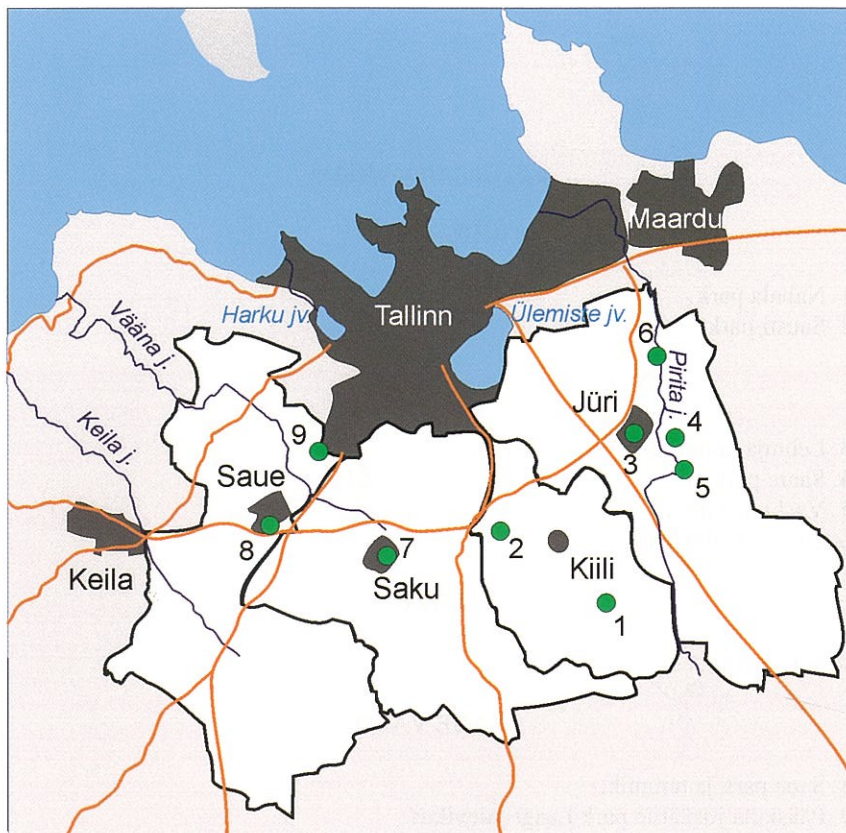 Maardu
Harku jv.
Tallinn
Ülemiste jv.
Vääna j.
Keila j.
6
Pirita j.
Jüri
4
3
5
9
Saue
8
Keila
7
Saku
2
Kiili
1